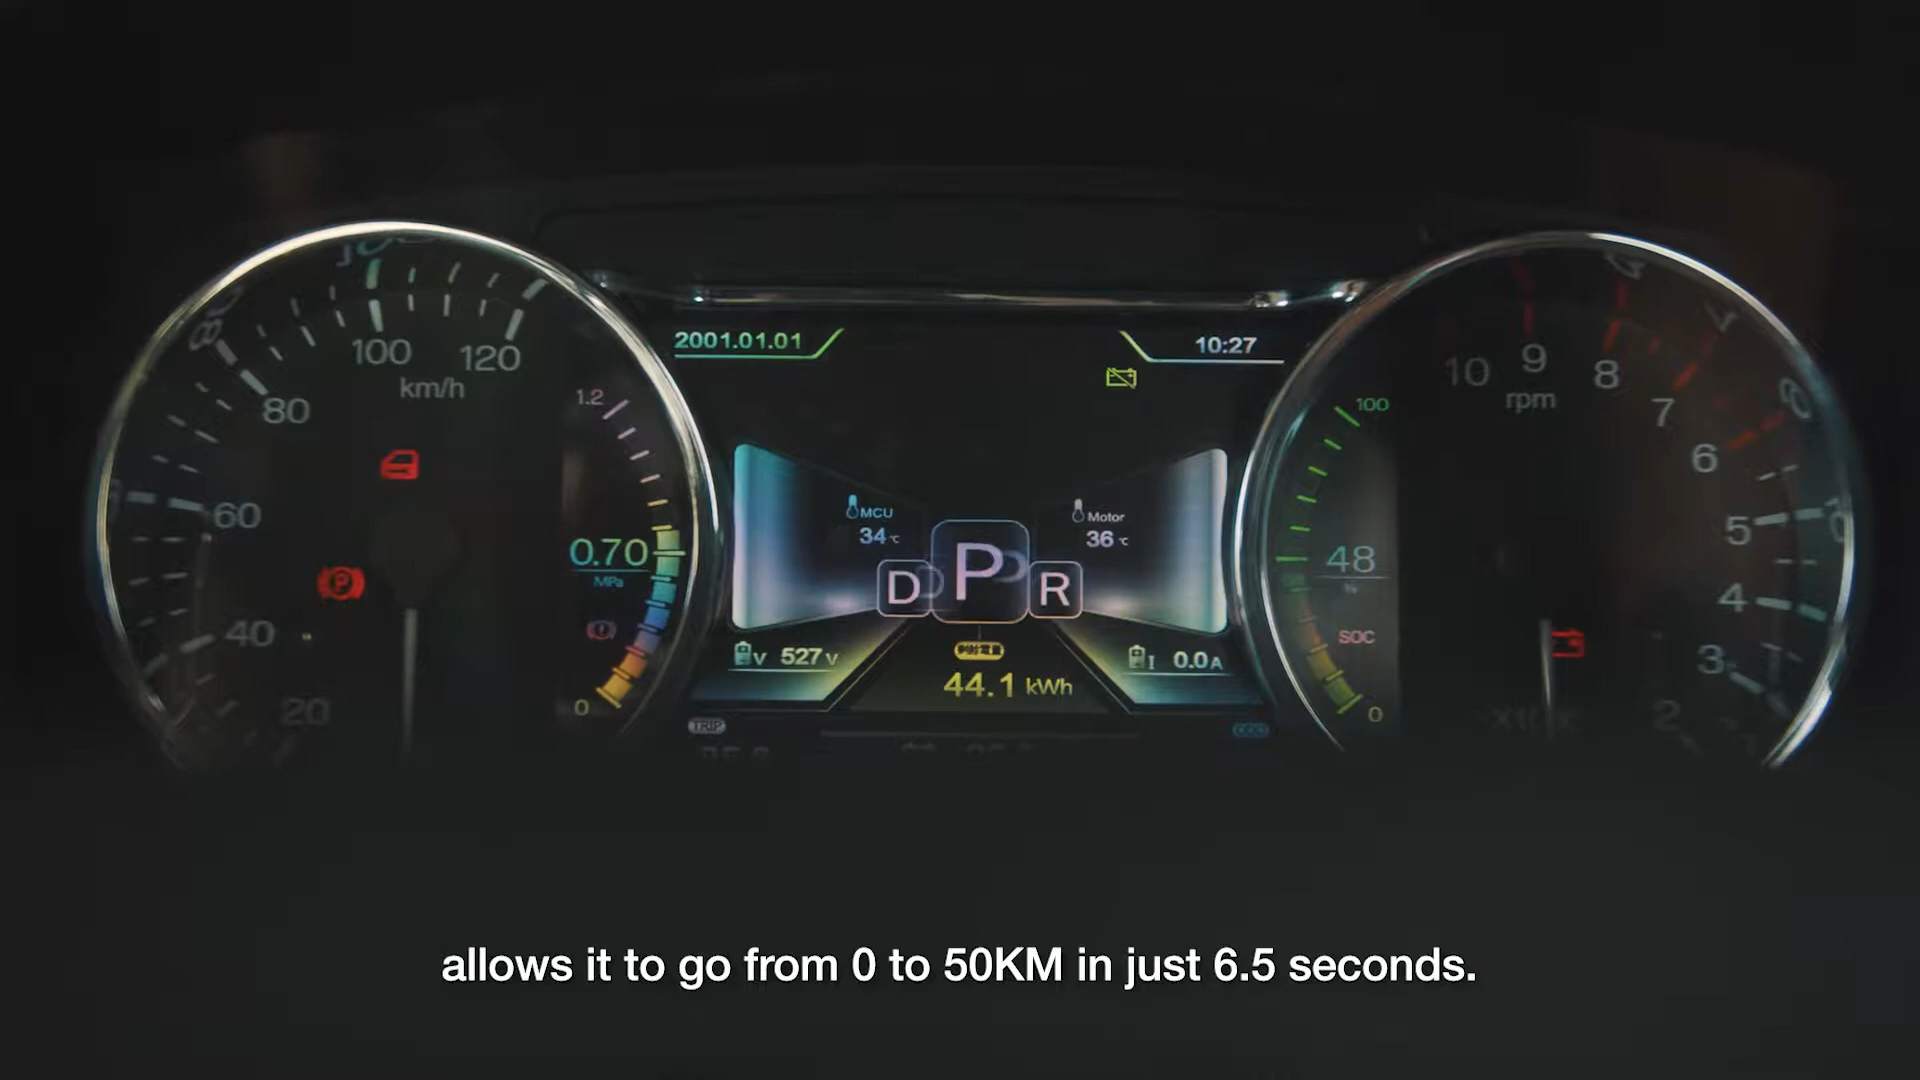 2001.01.01
10:27
100
120
km/h
80
60
40
20
1.2
0.70
MPa
0
MCU
34℃
Motor
36℃
D
P
R
V 527V
44.1 kWh
I 0.0A
TRIP
100
48
%
SOC
0
10
9
8
rpm
7
6
5
4
3
2
allows it to go from 0 to 50KM in just 6.5 seconds.